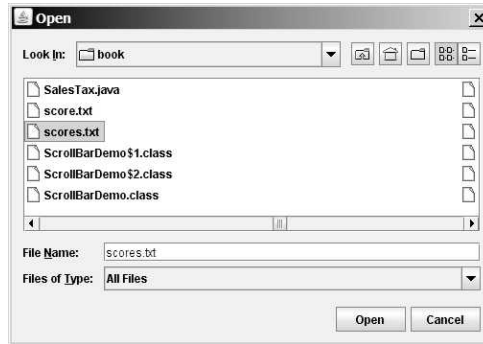 Open
Look In: book
SalesTax.java
score.txt
scores.txt
ScrollBarDemo$1.class
ScrollBarDemo$2.class
ScrollBarDemo.class
File Name: scores.txt
Files of Type: All Files
Open Cancel